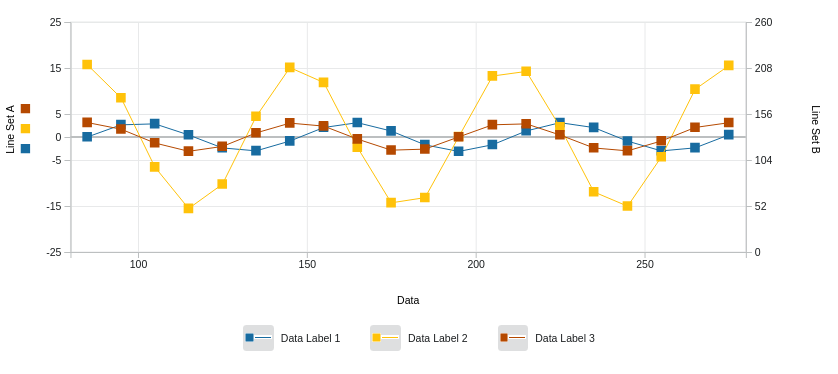 25
15
5
0
-5
-15
-25
Line Set A
260
208
156
104
52
0
Line Set B
100
150
200
250
Data
Data Label 1
Data Label 2
Data Label 3